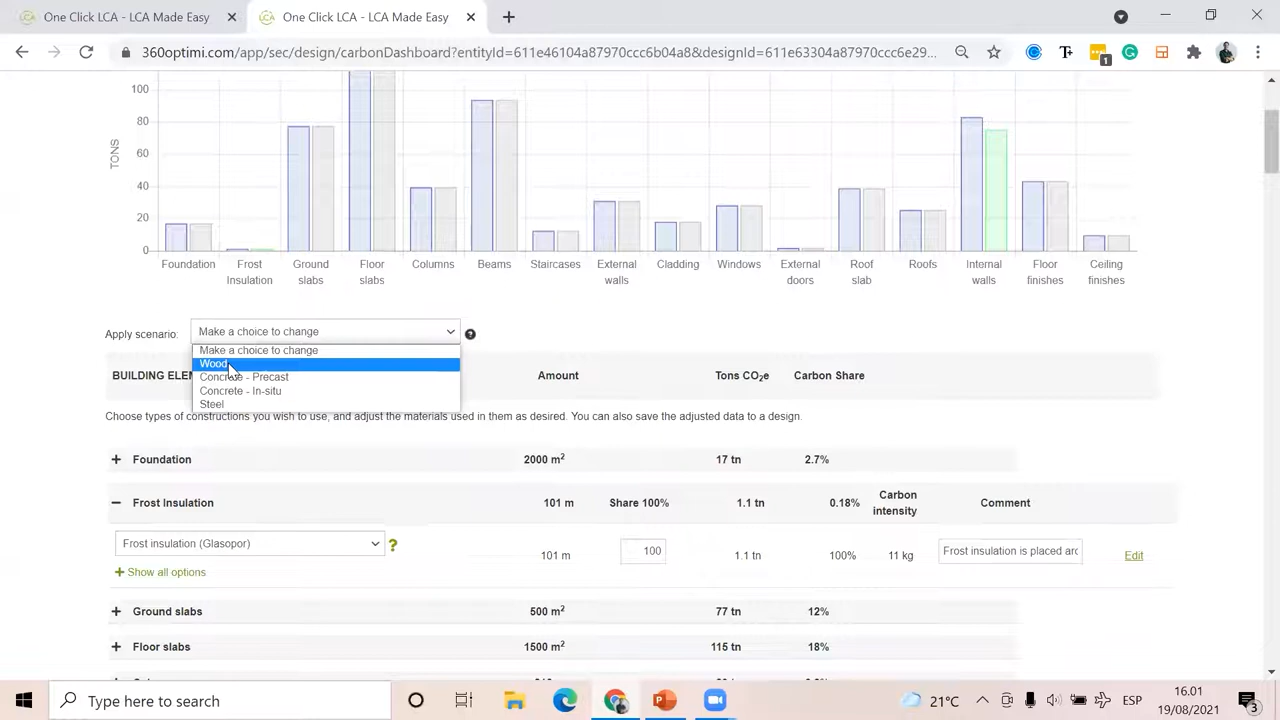 One Click LCA - LCA Made Easy
One Click LCA - LCA Made Easy
360optimi.com/app/sec/design/carbonDashboard?entityId=611e46104a87970ccc6b04a8&designId=611e63304a87970ccc6e29...
1
100
80
60
40
20
0
TONS
Foundation
Frost Insulation
Ground slabs
Floor slabs
Columns
Beams
Staircases
External walls
Cladding
Windows
External doors
Roof slab
Roofs
Internal walls
Floor finishes
Ceiling finishes
Apply scenario:
Make a choice to change
Make a choice to change
Wood
Concrete - Precast
Concrete - In-situ
Steel
BUILDING ELE Amount Tons CO₂e Carbon Share
Choose types of constructions you wish to use, and adjust the materials used in them as desired. You can also save the adjusted data to a design.
+ Foundation 2000 m² 17 tn 2.7%
− Frost Insulation 101 m Share 100% 1.1 tn 0.18% Carbon intensity Comment
Frost insulation (Glasopor) ? 101 m 100 1.1 tn 100% 11 kg Frost insulation is placed arc Edit
+ Show all options
+ Ground slabs 500 m² 77 tn 12%
+ Floor slabs 1500 m² 115 tn 18%
Type here to search
21°C
ESP
16.01
19/08/2021
3